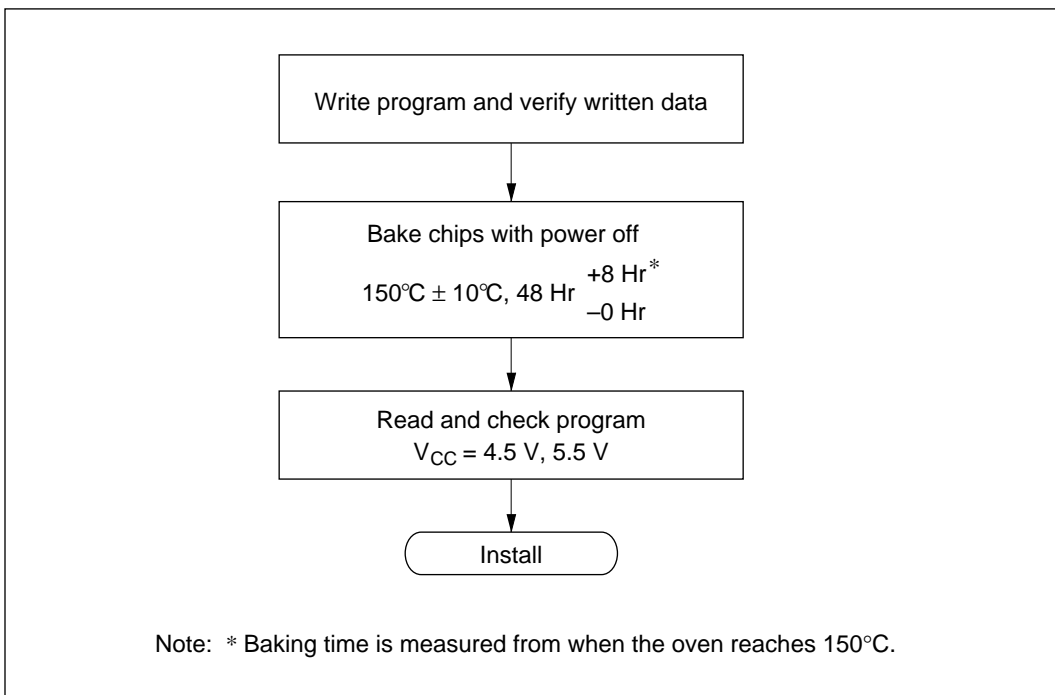 Write program and verify written data
Bake chips with power off
150°C ± 10°C, 48 Hr +8 Hr*
–0 Hr
Read and check program
VCC = 4.5 V, 5.5 V
Install
Note: * Baking time is measured from when the oven reaches 150°C.